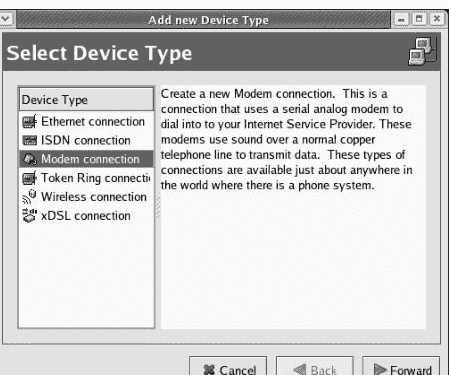 Add new Device Type
Select Device Type
Device Type
Ethernet connection
ISDN connection
Modem connection
Token Ring connecti
Wireless connection
xDSL connection
Create a new Modem connection. This is a
connection that uses a serial analog modem to
dial into to your Internet Service Provider. These
modems use sound over a normal copper
telephone line to transmit data. These types of
connections are available just about anywhere in
the world where there is a phone system.
Cancel
Back
Forward